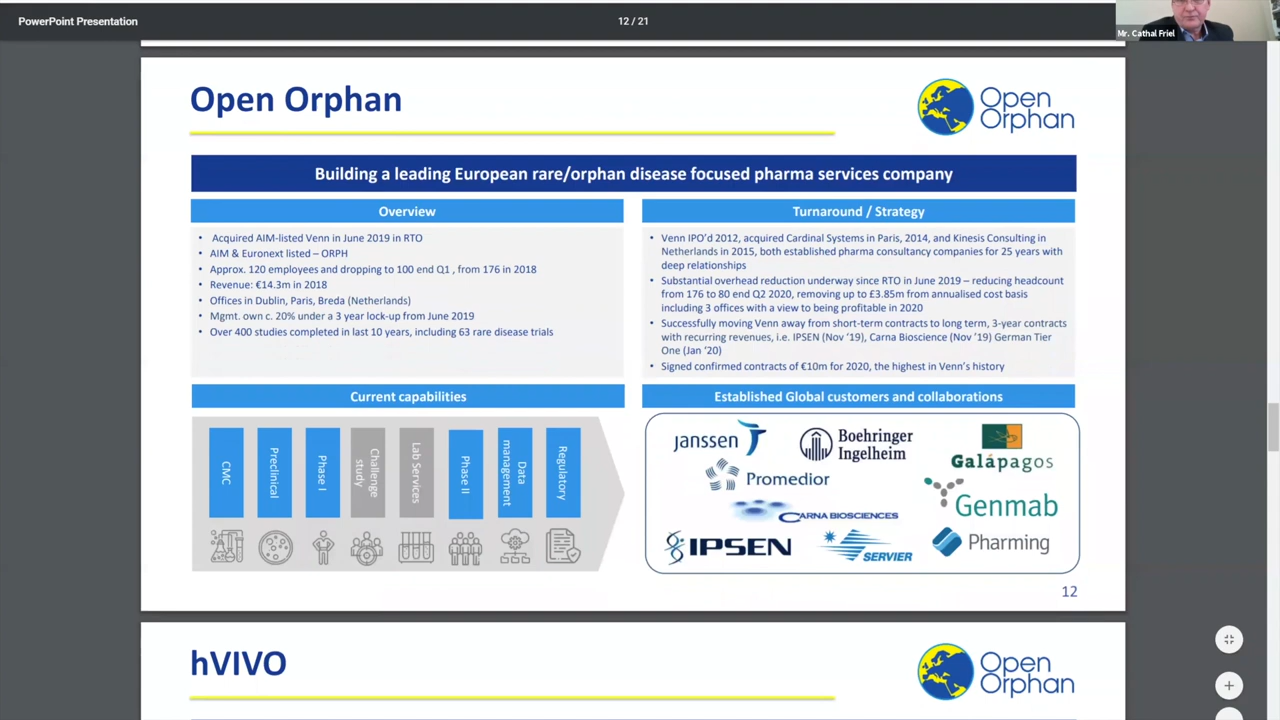 PowerPoint Presentation
12 / 21
Mr. Cathal Friel
Open Orphan
Open
Orphan
Building a leading European rare/orphan disease focused pharma services company
Overview
• Acquired AIM-listed Venn in June 2019 in RTO
• AIM & Euronext listed – ORPH
• Approx. 120 employees and dropping to 100 end Q1 , from 176 in 2018
• Revenue: €14.3m in 2018
• Offices in Dublin, Paris, Breda (Netherlands)
• Mgmt. own c. 20% under a 3 year lock-up from June 2019
• Over 400 studies completed in last 10 years, including 63 rare disease trials
Turnaround / Strategy
• Venn IPO'd 2012, acquired Cardinal Systems in Paris, 2014, and Kinesis Consulting in
Netherlands in 2015, both established pharma consultancy companies for 25 years with
deep relationships
• Substantial overhead reduction underway since RTO in June 2019 – reducing headcount
from 176 to 80 end Q2 2020, removing up to £3.85m from annualised cost basis
including 3 offices with a view to being profitable in 2020
• Successfully moving Venn away from short-term contracts to long term, 3-year contracts
with recurring revenues, i.e. IPSEN (Nov '19), Carna Bioscience (Nov '19) German Tier
One (Jan '20)
• Signed confirmed contracts of €10m for 2020, the highest in Venn's history
Current capabilities
CMC
Preclinical
Phase I
Challenge
study
Lab Services
Phase II
Data
management
Regulatory
Established Global customers and collaborations
janssen
Boehringer
Ingelheim
Galápagos
Promedior
Genmab
CARNA BIOSCIENCES
IPSEN
SERVIER
Pharming
12
hVIVO
Open
Orphan